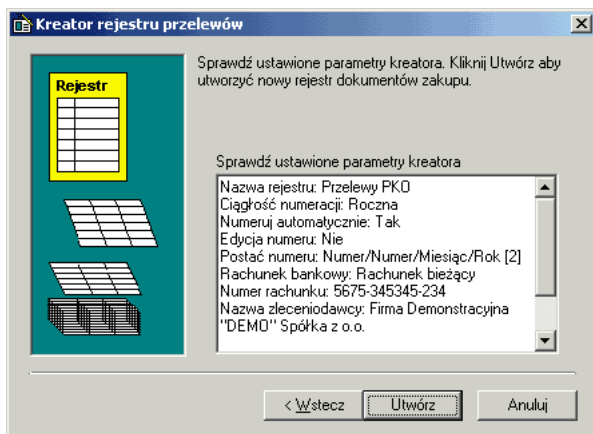 Kreator rejestru przelewów
Sprawdź ustawione parametry kreatora. Kliknij Utwórz aby
utworzyć nowy rejestr dokumentów zakupu.
Rejestr
Sprawdź ustawione parametry kreatora
Nazwa rejestru: Przelewy PKO
Ciągłość numeracji: Roczna
Numeruj automatycznie: Tak
Edycja numeru: Nie
Postać numeru: Numer/Numer/Miesiąc/Rok [2]
Rachunek bankowy: Rachunek bieżący
Numer rachunku: 5675-345345-234
Nazwa zleceniodawcy: Firma Demonstracyjna
"DEMO" Spółka z o.o.
< Wstecz
Utwórz
Anuluj